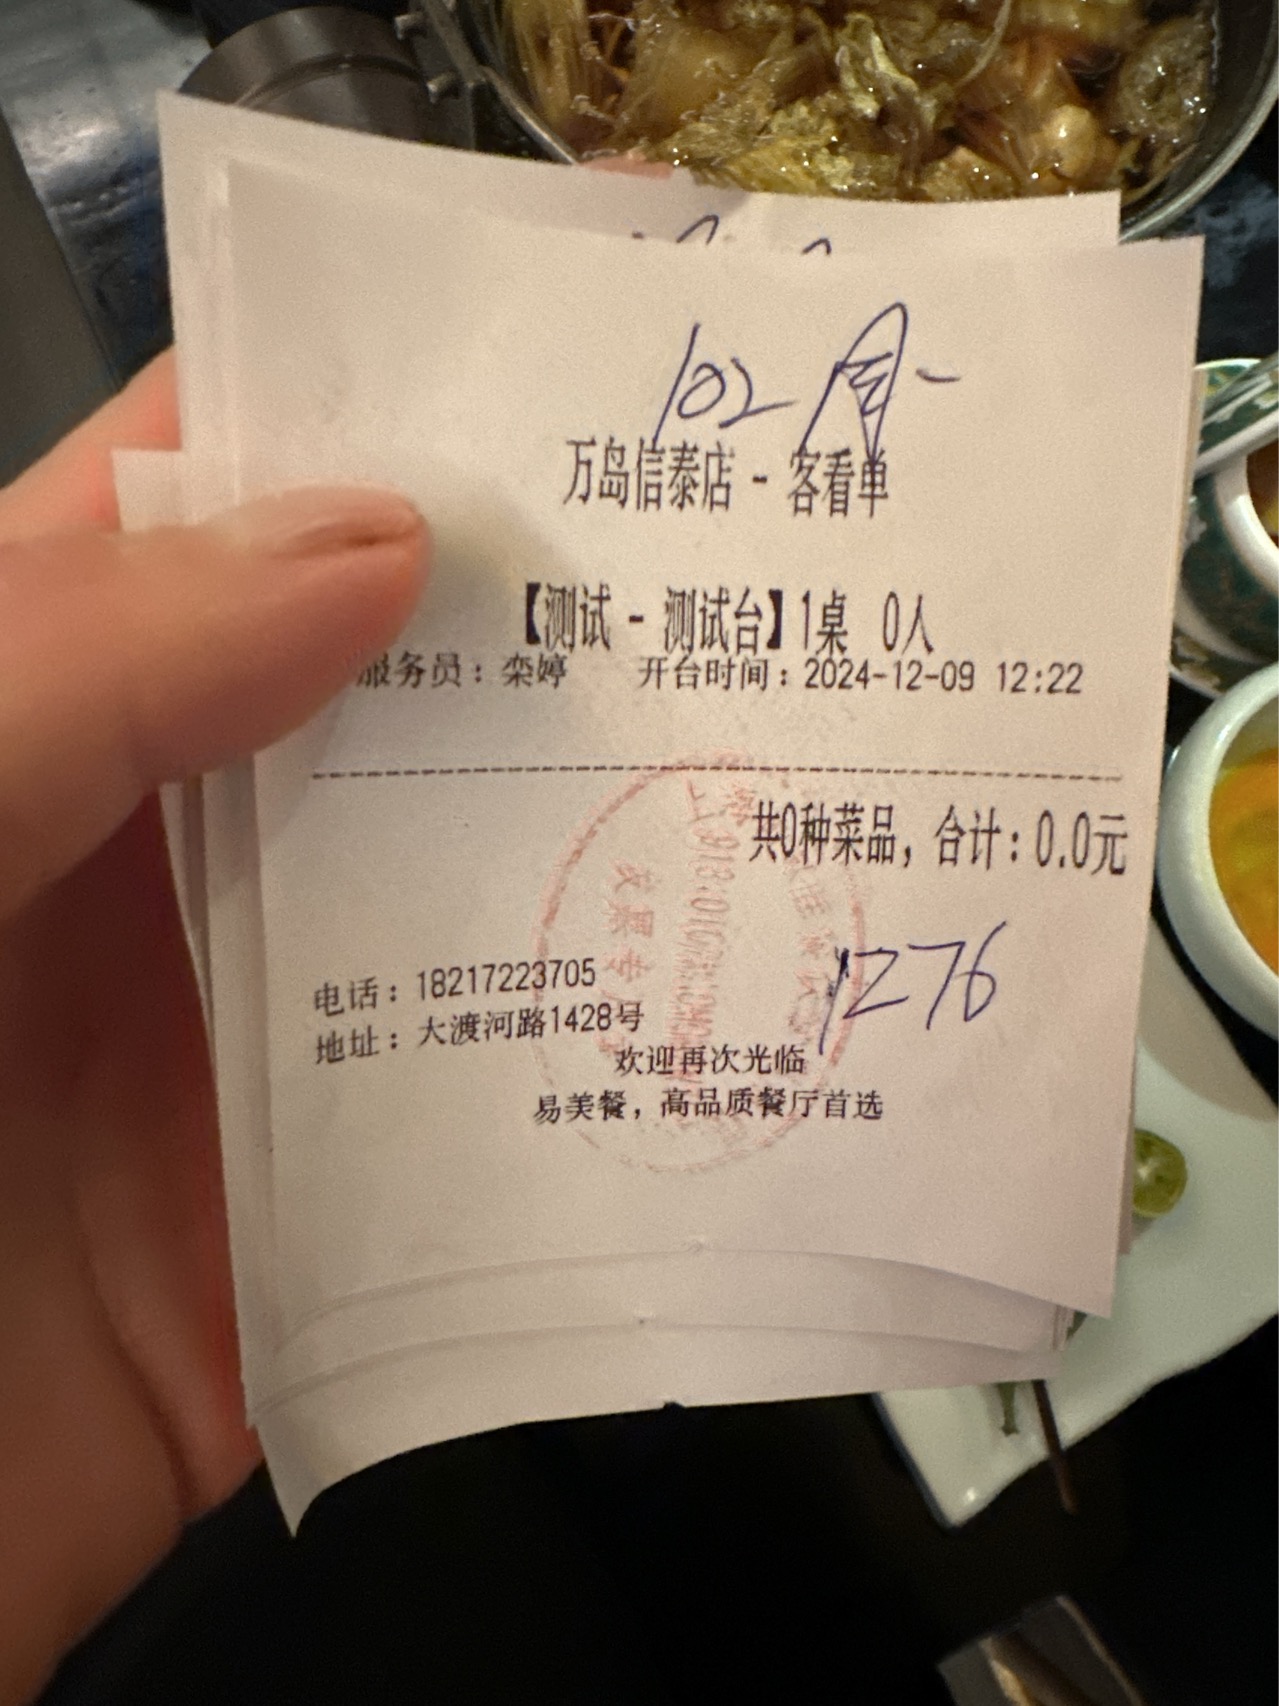 102
万岛信泰店 - 客看单
【测试 - 测试台】1桌 0人
服务员：栾婷 开台时间：2024-12-09 12:22
共0种菜品，合计：0.0元
1276
电话：18217223705
地址：大渡河路1428号
欢迎再次光临
易美餐，高品质餐厅首选
发票专